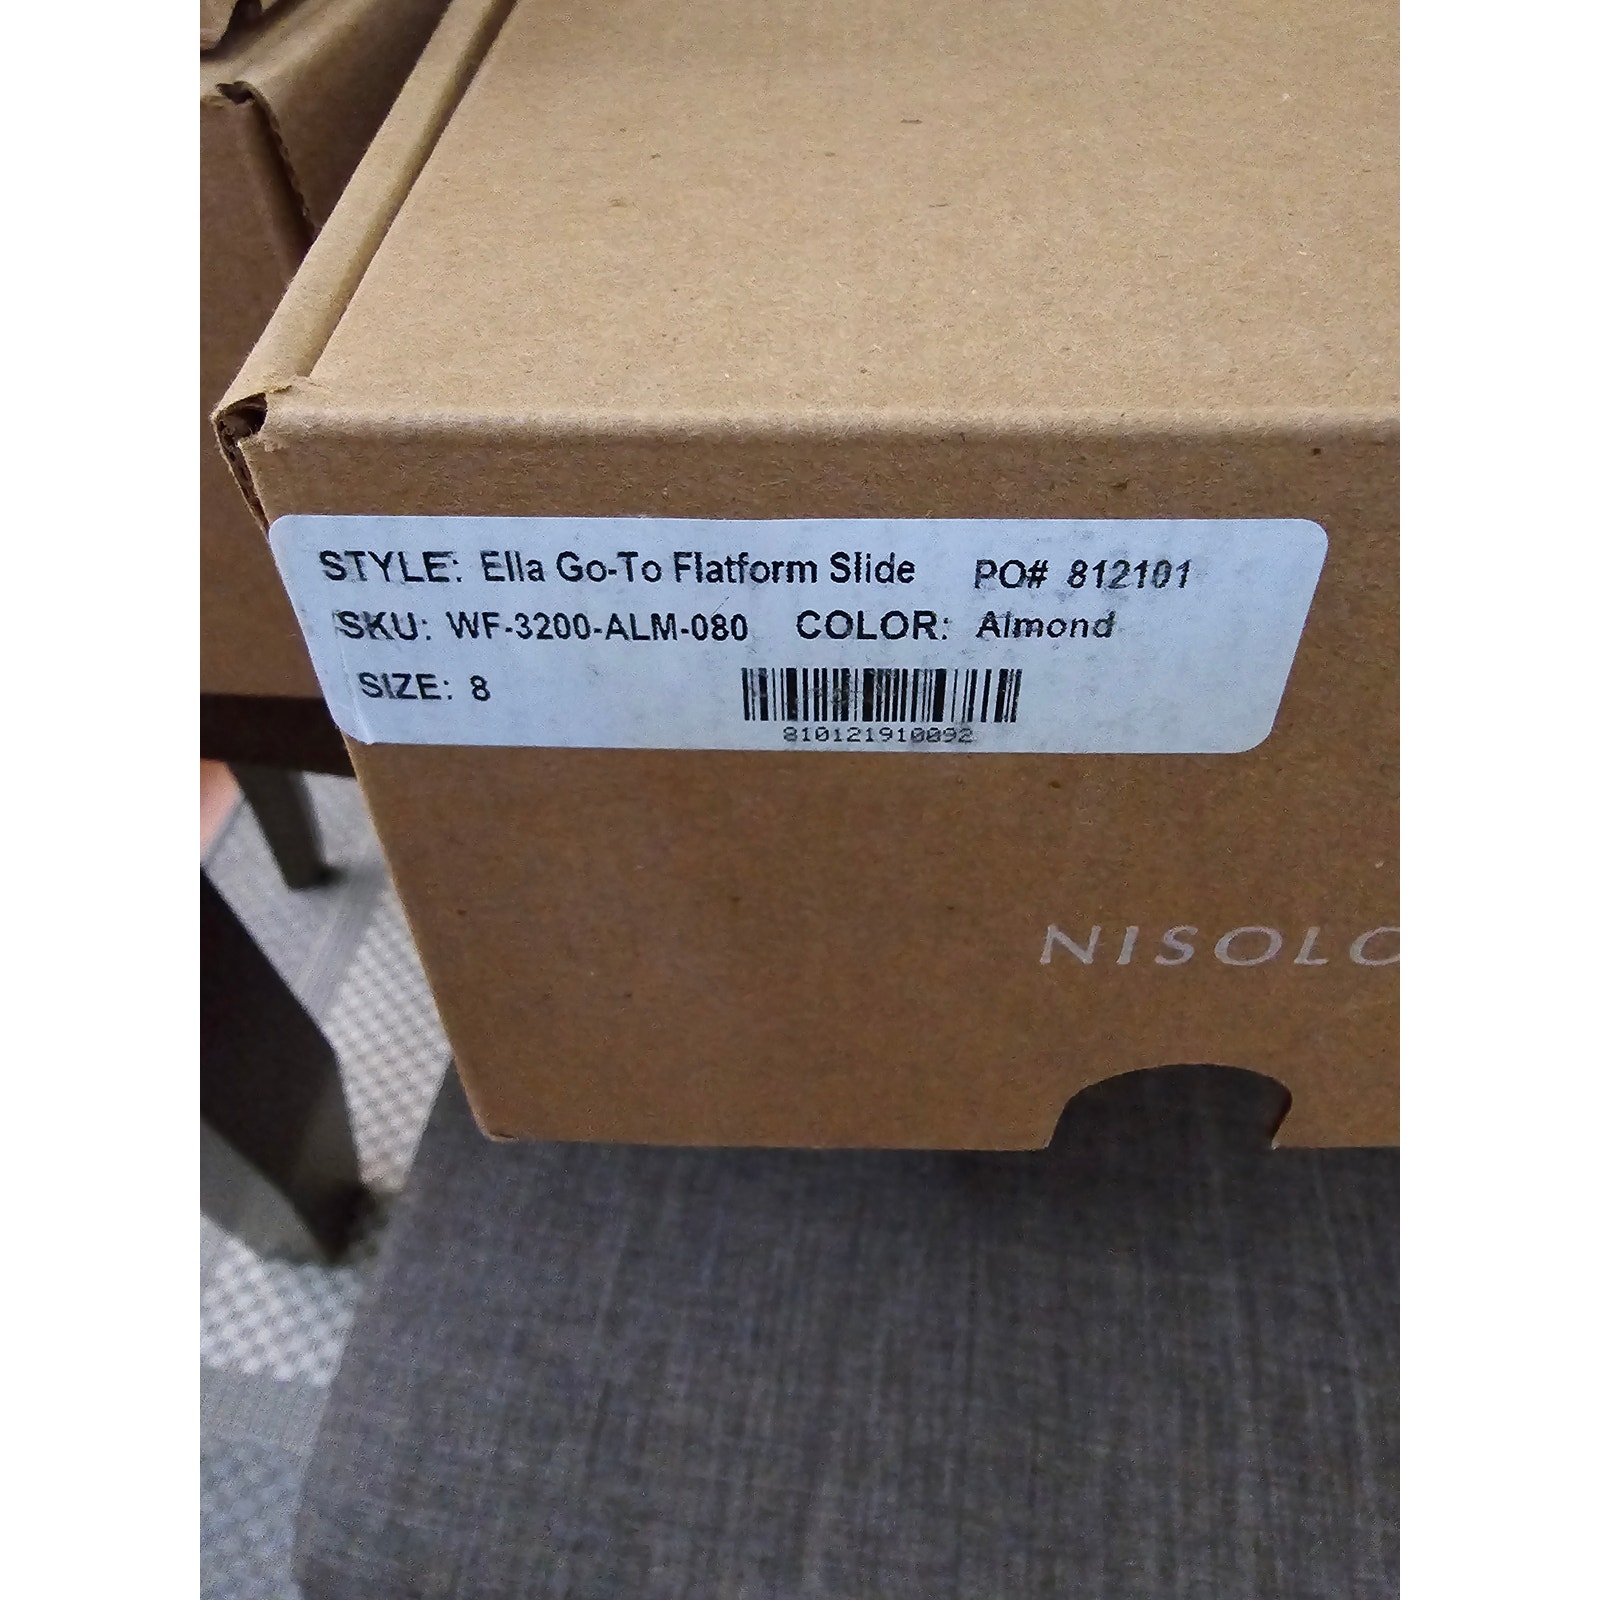 STYLE: Ella Go-To Flatform Slide PO# 812101
SKU: WF-3200-ALM-080 COLOR: Almond
SIZE: 8
810121910092
NISOLO